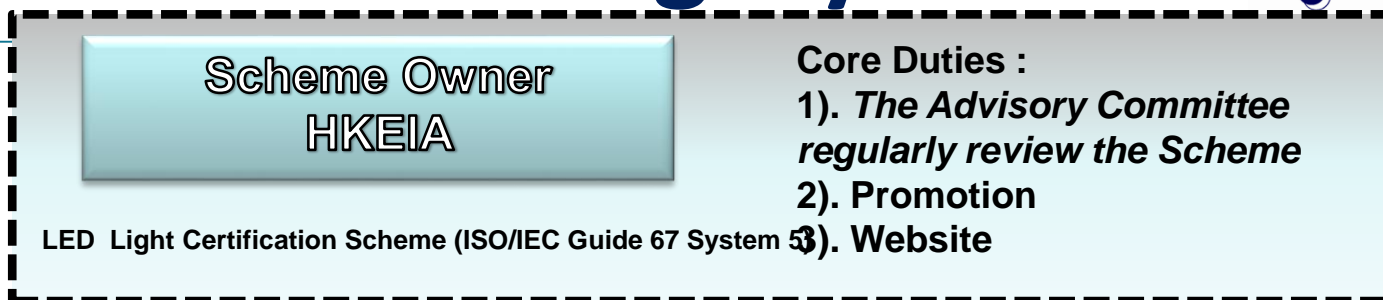 Scheme Owner
HKEIA
Core Duties :
1). The Advisory Committee
regularly review the Scheme
2). Promotion
LED Light Certification Scheme (ISO/IEC Guide 67 System 5)
3). Website